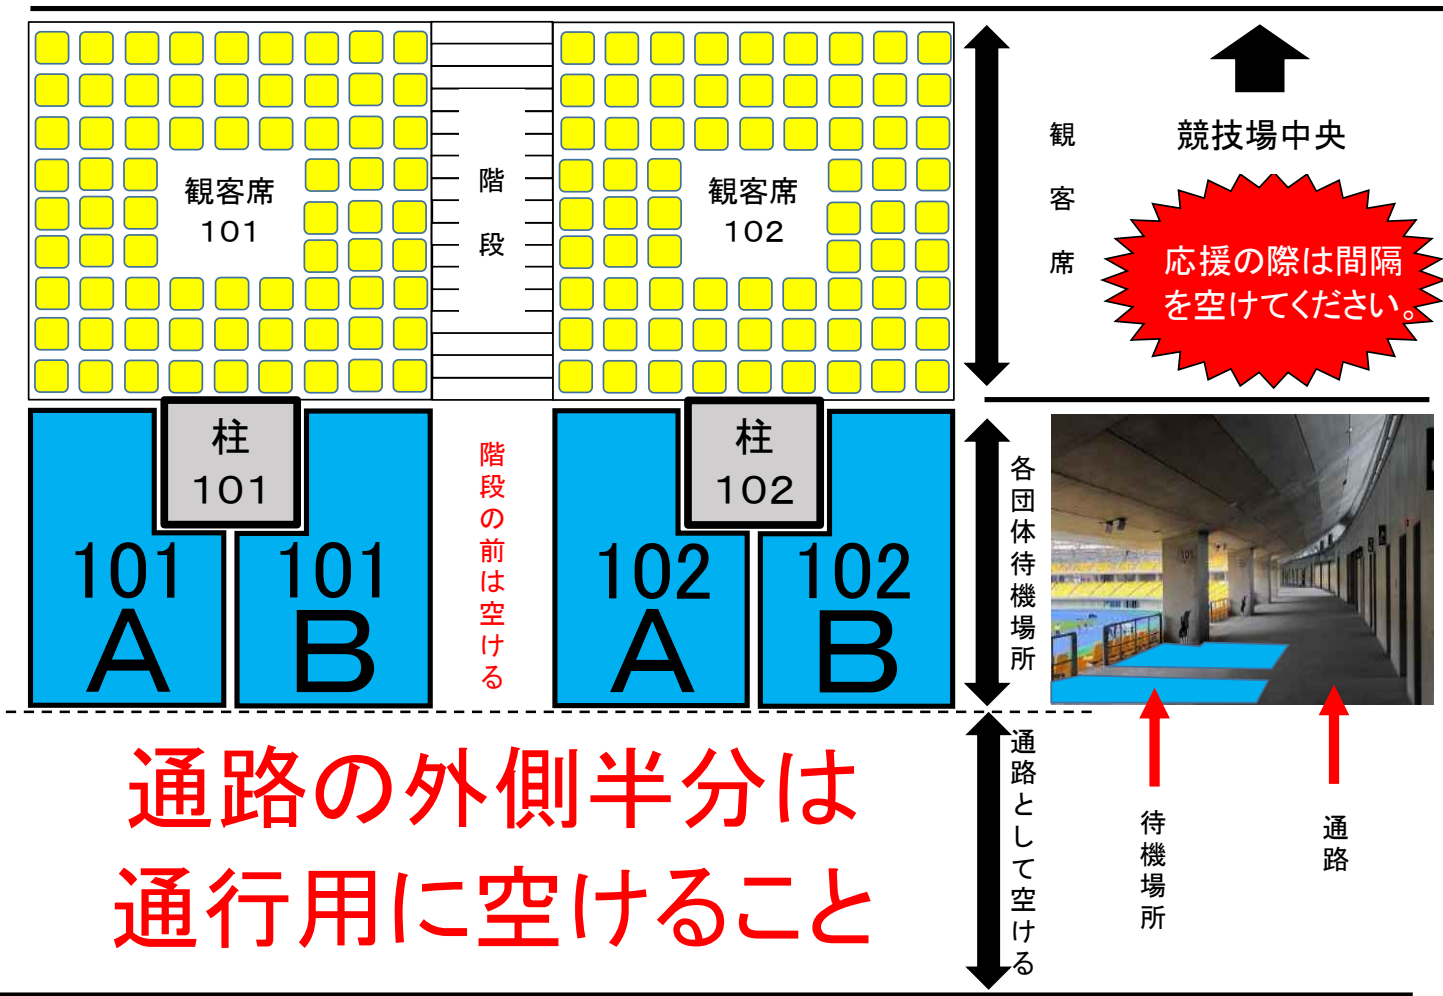 観客席
101
階段
観客席
102
観客席
競技場中央
応援の際は間隔
を空けてください。
柱
101
101
A
101
B
階段の前は空ける
柱
102
102
A
102
B
各団体待機場所
通路の外側半分は
通行用に空けること
通路として空ける
待機場所
通路